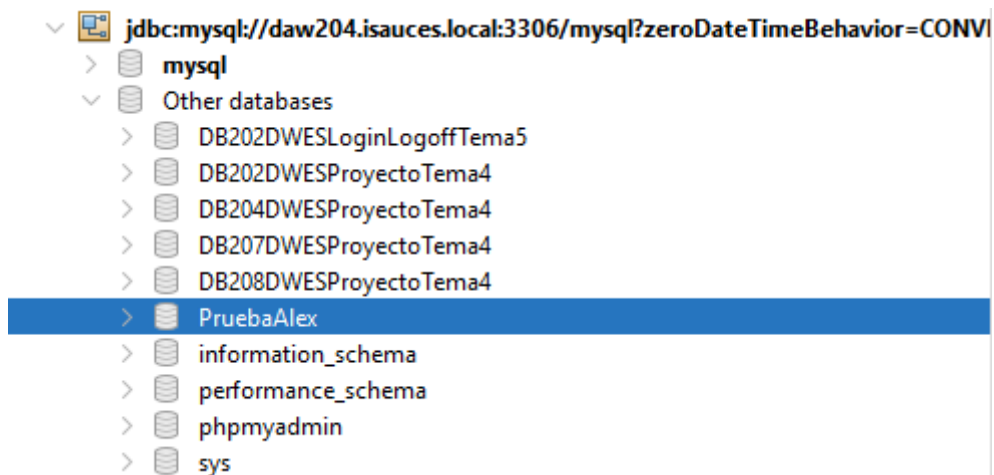 jdbc:mysql://daw204.isauces.local:3306/mysql?zeroDateTimeBehavior=CONV
mysql
Other databases
DB202DWESLoginLogoffTema5
DB202DWESProyectoTema4
DB204DWESProyectoTema4
DB207DWESProyectoTema4
DB208DWESProyectoTema4
PruebaAlex
information_schema
performance_schema
phpmyadmin
sys